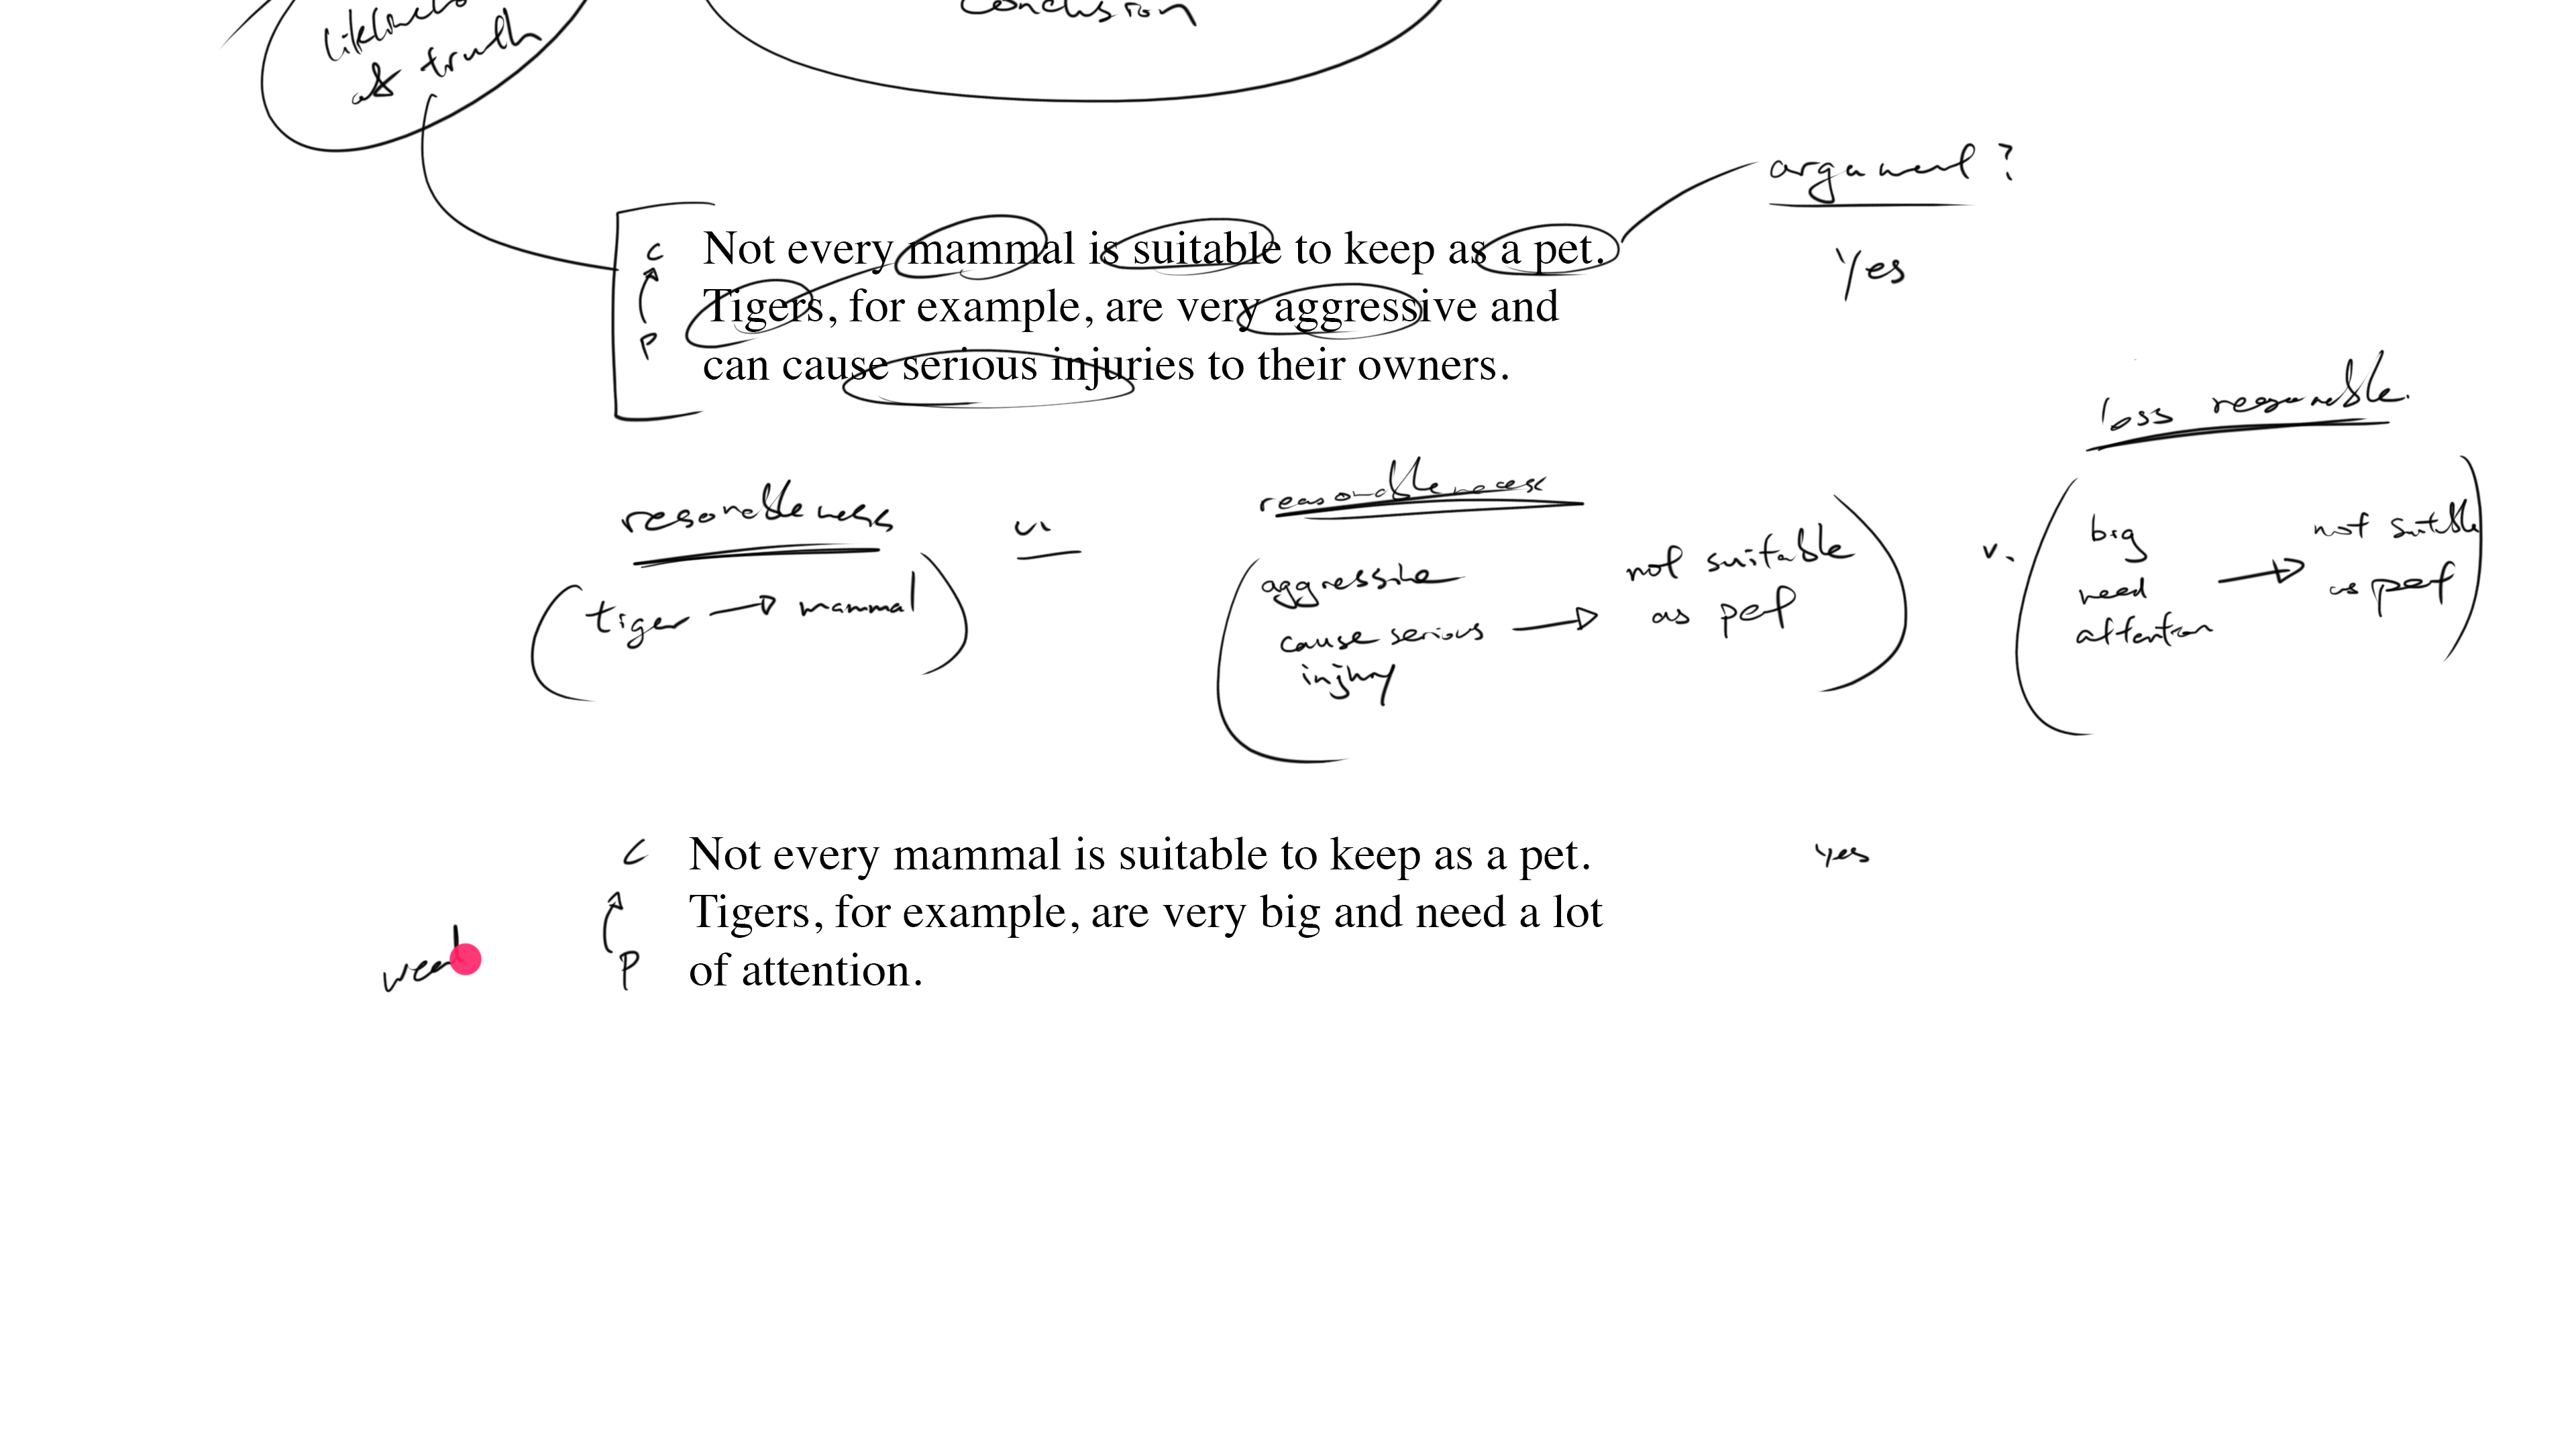 of truth
conclusion
argument?
Yes
C Not every mammal is suitable to keep as a pet.
Tigers, for example, are very aggressive and
P can cause serious injuries to their owners.
less reasonable.
resonableness
v.
reasonableness
tiger → mammal
aggressive
cause serious
injury
→
not suitable
as pet
v.
big
need
attention
→
not suitble
as pet
C Not every mammal is suitable to keep as a pet.
yes
Tigers, for example, are very big and need a lot
P of attention.